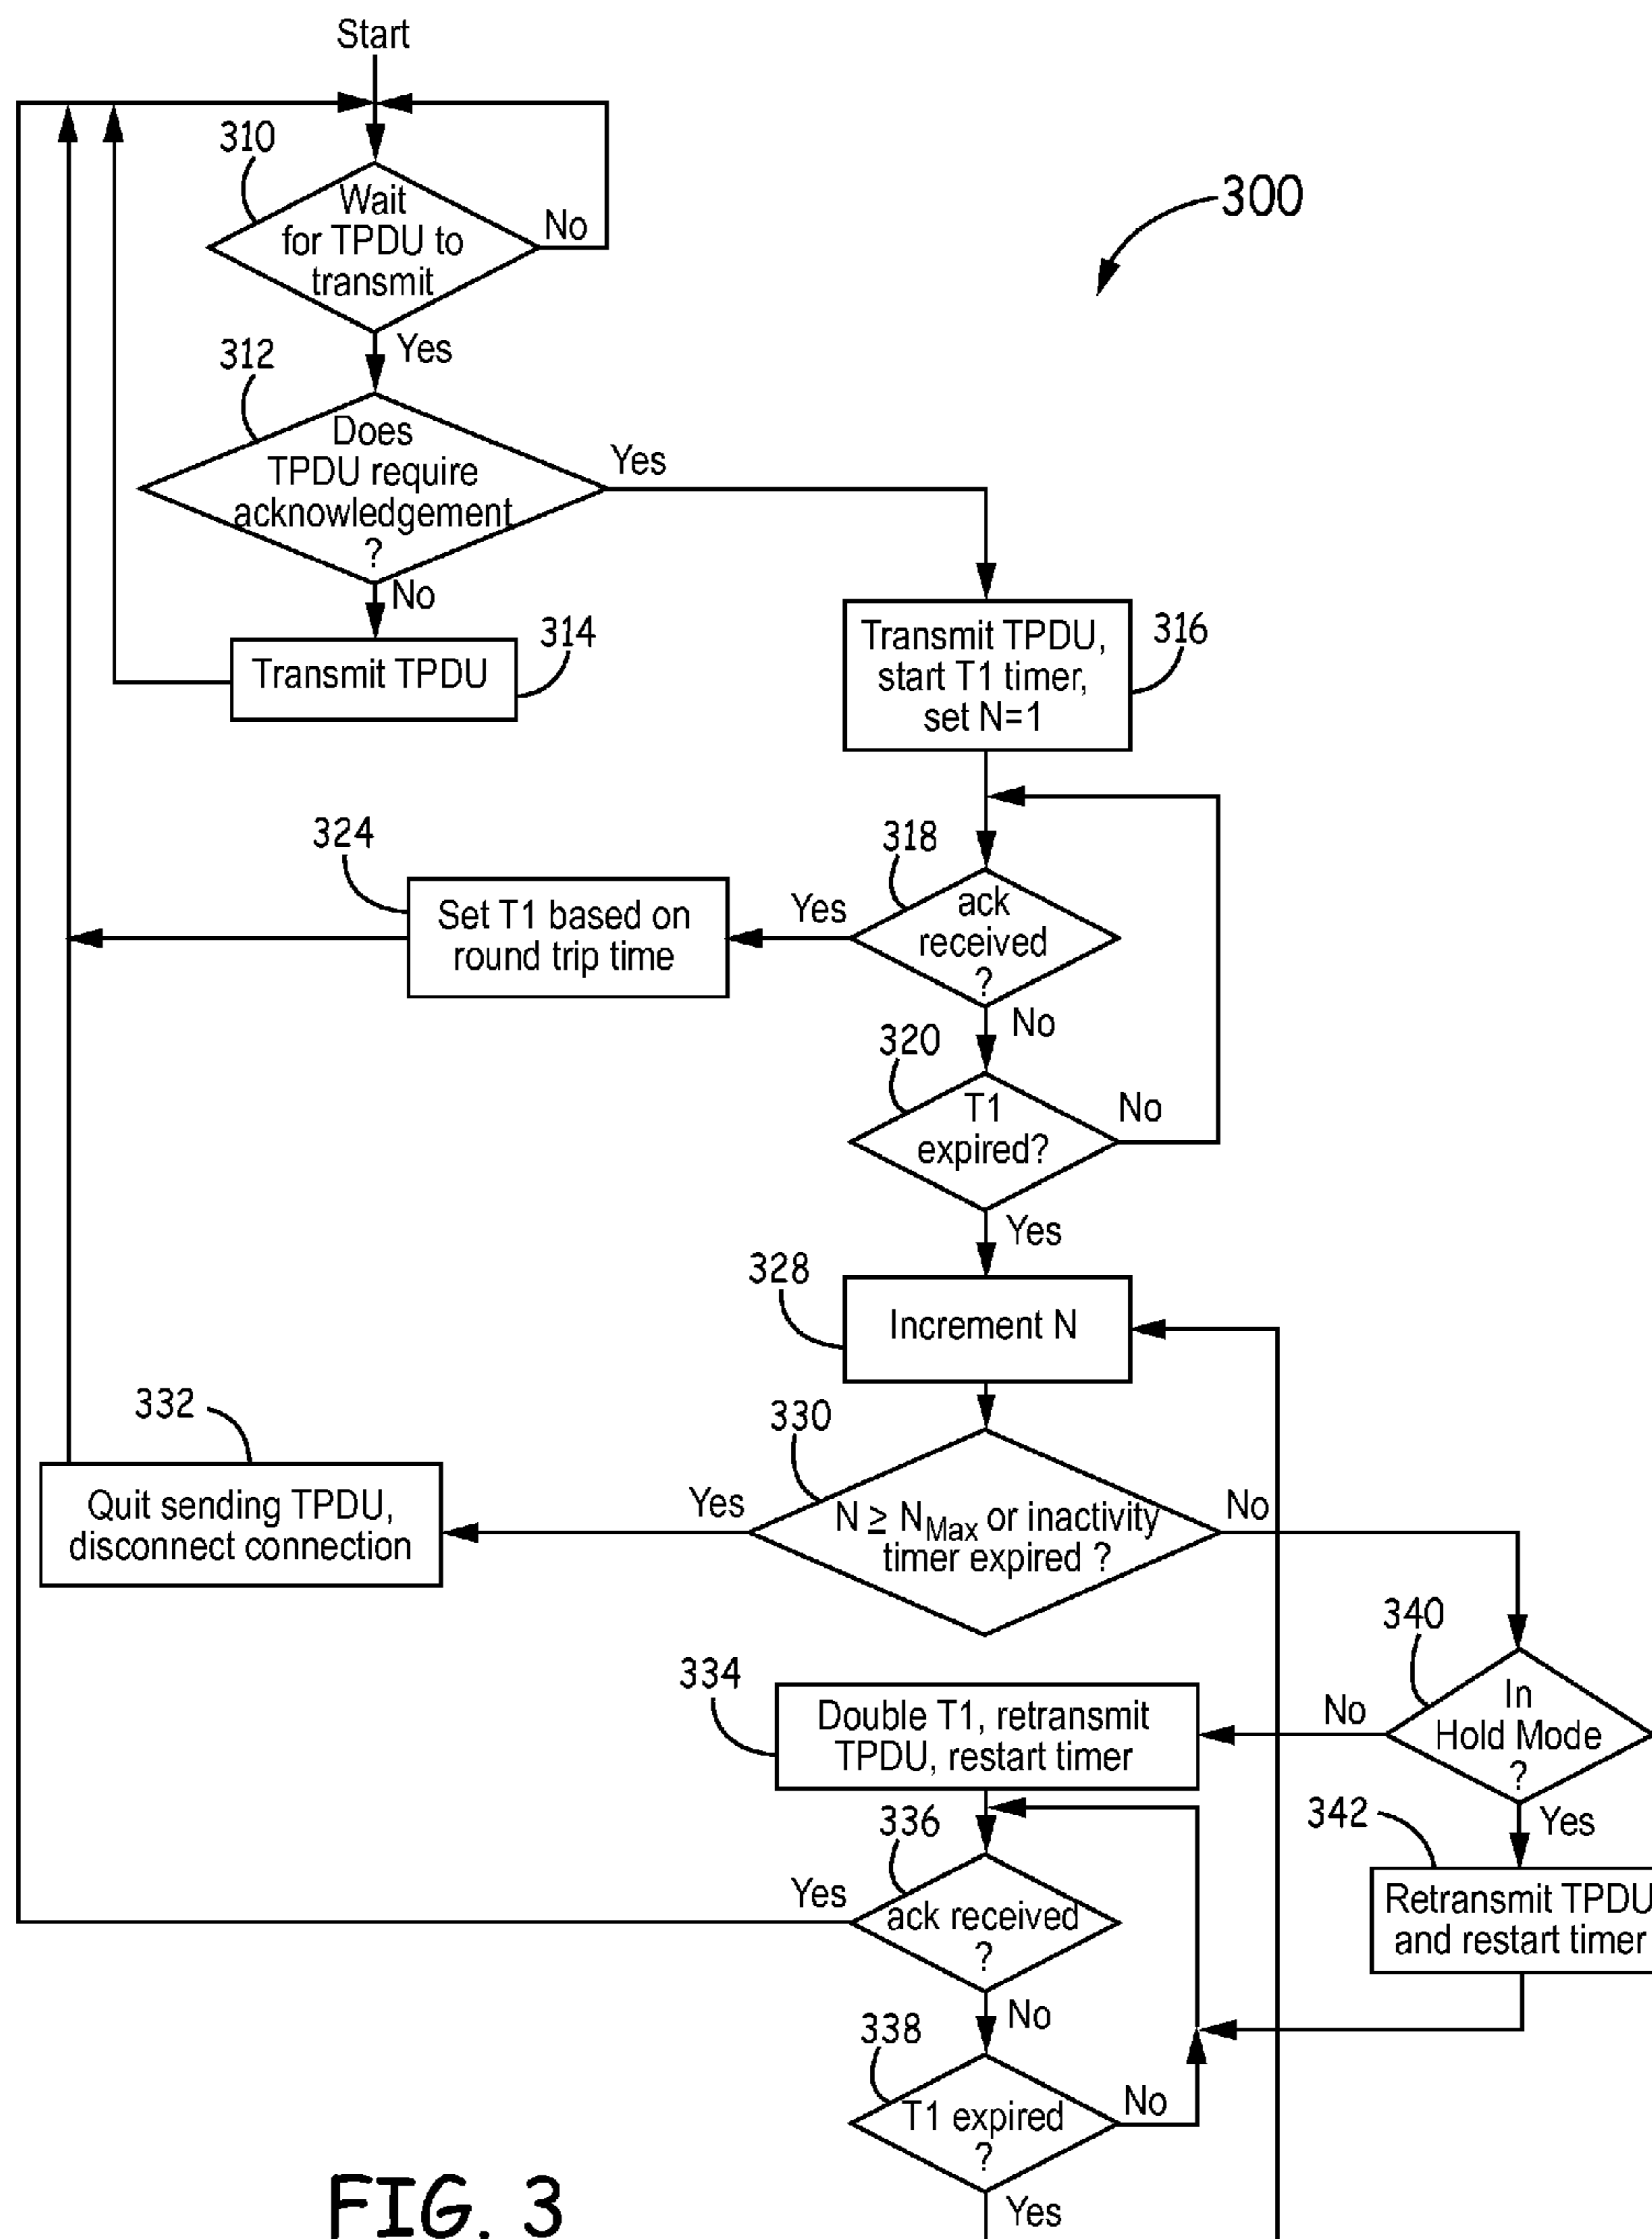 Start
310
Wait
for TPDU to
transmit
No
300
Yes
312
Does
TPDU require
acknowledgement
?
Yes
No
Transmit TPDU
314
Transmit TPDU,
start T1 timer,
set N=1
316
324
Set T1 based on
round trip time
Yes
318
ack
received
?
No
320
T1
expired?
No
Yes
328
Increment N
332
Quit sending TPDU,
disconnect connection
Yes
330
N ≥ NMax or inactivity
timer expired ?
No
340
In
Hold Mode
?
No
Yes
334
Double T1, retransmit
TPDU, restart timer
342
Retransmit TPDU
and restart timer
336
Yes
ack received
?
No
338
T1 expired
?
No
Yes
FIG. 3